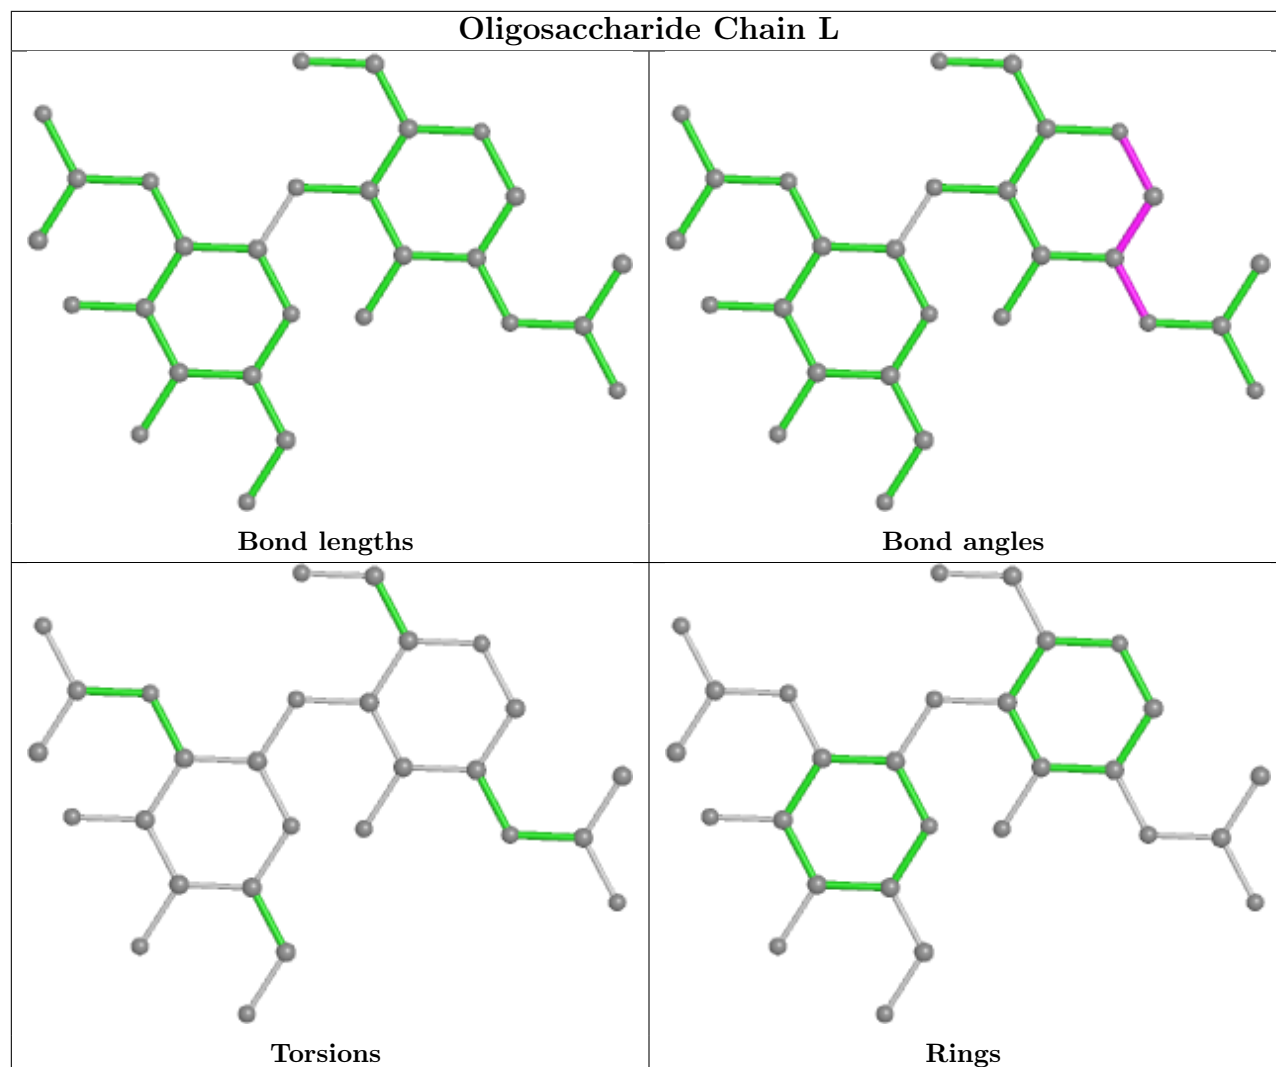 Oligosaccharide Chain L
Bond lengths
Bond angles
Torsions
Rings